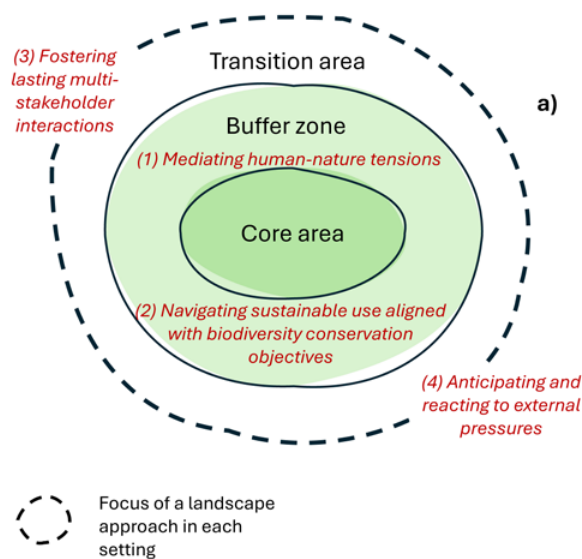 (3) Fostering
lasting multi-
stakeholder
interactions
Transition area
a)
Buffer zone
(1) Mediating human-nature tensions
Core area
(2) Navigating sustainable use aligned
with biodiversity conservation
objectives
(4) Anticipating and
reacting to external
pressures
Focus of a landscape
approach in each
setting